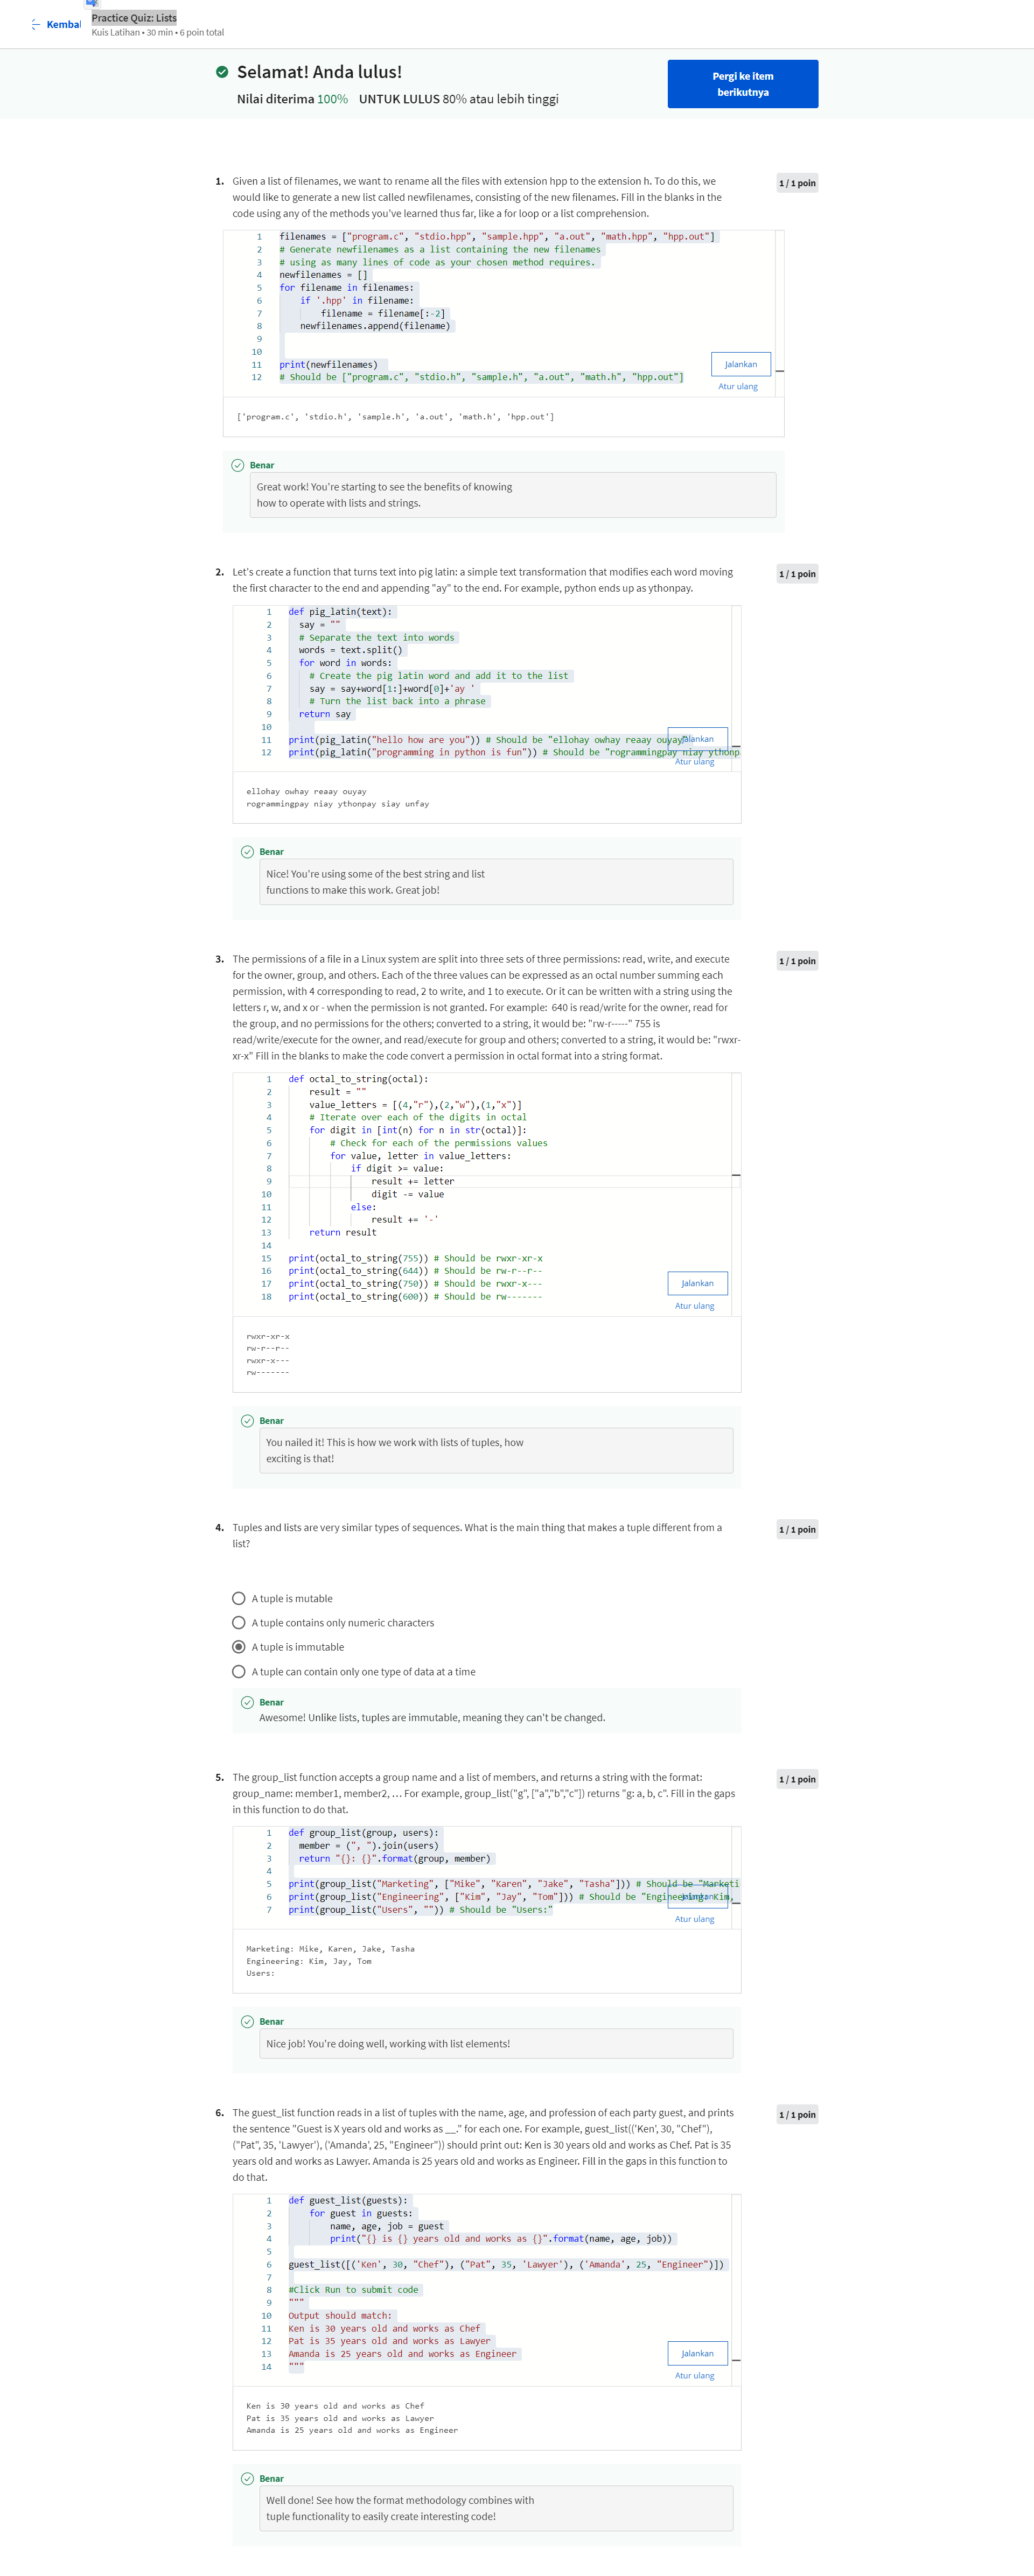 Kembal
Practice Quiz: Lists
Kuis Latihan • 30 min • 6 poin total
Selamat! Anda lulus!
Nilai diterima 100% UNTUK LULUS 80% atau lebih tinggi
Pergi ke item
berikutnya
1. Given a list of filenames, we want to rename all the files with extension hpp to the extension h. To do this, we
would like to generate a new list called newfilenames, consisting of the new filenames. Fill in the blanks in the
code using any of the methods you've learned thus far, like a for loop or a list comprehension.
1 / 1 poin
1 filenames = ["program.c", "stdio.hpp", "sample.hpp", "a.out", "math.hpp", "hpp.out"]
2 # Generate newfilenames as a list containing the new filenames
3 # using as many lines of code as your chosen method requires.
4 newfilenames = []
5 for filename in filenames:
6     if '.hpp' in filename:
7         filename = filename[:-2]
8     newfilenames.append(filename)
9
10
11 print(newfilenames)
12 # Should be ["program.c", "stdio.h", "sample.h", "a.out", "math.h", "hpp.out"]
Jalankan
Atur ulang
['program.c', 'stdio.h', 'sample.h', 'a.out', 'math.h', 'hpp.out']
Benar
Great work! You're starting to see the benefits of knowing
how to operate with lists and strings.
2. Let's create a function that turns text into pig latin: a simple text transformation that modifies each word moving
the first character to the end and appending "ay" to the end. For example, python ends up as ythonpay.
1 / 1 poin
1 def pig_latin(text):
2   say = ""
3   # Separate the text into words
4   words = text.split()
5   for word in words:
6     # Create the pig latin word and add it to the list
7     say = say+word[1:]+word[0]+'ay '
8     # Turn the list back into a phrase
9   return say
10
11 print(pig_latin("hello how are you")) # Should be "ellohay owhay reaay ouyay"
12 print(pig_latin("programming in python is fun")) # Should be "rogrammingpay niay ythonp
Jalankan
Atur ulang
ellohay owhay reaay ouyay
rogrammingpay niay ythonpay siay unfay
Benar
Nice! You're using some of the best string and list
functions to make this work. Great job!
3. The permissions of a file in a Linux system are split into three sets of three permissions: read, write, and execute
for the owner, group, and others. Each of the three values can be expressed as an octal number summing each
permission, with 4 corresponding to read, 2 to write, and 1 to execute. Or it can be written with a string using the
letters r, w, and x or - when the permission is not granted. For example: 640 is read/write for the owner, read for
the group, and no permissions for the others; converted to a string, it would be: "rw-r-----" 755 is
read/write/execute for the owner, and read/execute for group and others; converted to a string, it would be: "rwxr-
xr-x" Fill in the blanks to make the code convert a permission in octal format into a string format.
1 / 1 poin
1 def octal_to_string(octal):
2     result = ""
3     value_letters = [(4,"r"),(2,"w"),(1,"x")]
4     # Iterate over each of the digits in octal
5     for digit in [int(n) for n in str(octal)]:
6         # Check for each of the permissions values
7         for value, letter in value_letters:
8             if digit >= value:
9                 result += letter
10                 digit -= value
11             else:
12                 result += '-'
13     return result
14
15 print(octal_to_string(755)) # Should be rwxr-xr-x
16 print(octal_to_string(644)) # Should be rw-r--r--
17 print(octal_to_string(750)) # Should be rwxr-x---
18 print(octal_to_string(600)) # Should be rw-------
Jalankan
Atur ulang
rwxr-xr-x
rw-r--r--
rwxr-x---
rw-------
Benar
You nailed it! This is how we work with lists of tuples, how
exciting is that!
4. Tuples and lists are very similar types of sequences. What is the main thing that makes a tuple different from a
list?
1 / 1 poin
A tuple is mutable
A tuple contains only numeric characters
A tuple is immutable
A tuple can contain only one type of data at a time
Benar
Awesome! Unlike lists, tuples are immutable, meaning they can't be changed.
5. The group_list function accepts a group name and a list of members, and returns a string with the format:
group_name: member1, member2, … For example, group_list("g", ["a","b","c"]) returns "g: a, b, c". Fill in the gaps
in this function to do that.
1 / 1 poin
1 def group_list(group, users):
2   member = (", ").join(users)
3   return "{}: {}".format(group, member)
4
5 print(group_list("Marketing", ["Mike", "Karen", "Jake", "Tasha"])) # Should be "Marketi
6 print(group_list("Engineering", ["Kim", "Jay", "Tom"])) # Should be "Engineering: Kim,
7 print(group_list("Users", "")) # Should be "Users:"
Jalankan
Atur ulang
Marketing: Mike, Karen, Jake, Tasha
Engineering: Kim, Jay, Tom
Users:
Benar
Nice job! You're doing well, working with list elements!
6. The guest_list function reads in a list of tuples with the name, age, and profession of each party guest, and prints
the sentence "Guest is X years old and works as __." for each one. For example, guest_list(('Ken', 30, "Chef"),
("Pat", 35, 'Lawyer'), ('Amanda', 25, "Engineer")) should print out: Ken is 30 years old and works as Chef. Pat is 35
years old and works as Lawyer. Amanda is 25 years old and works as Engineer. Fill in the gaps in this function to
do that.
1 / 1 poin
1 def guest_list(guests):
2     for guest in guests:
3         name, age, job = guest
4         print("{} is {} years old and works as {}".format(name, age, job))
5
6 guest_list([('Ken', 30, "Chef"), ("Pat", 35, 'Lawyer'), ('Amanda', 25, "Engineer")])
7
8 #Click Run to submit code
9 """
10 Output should match:
11 Ken is 30 years old and works as Chef
12 Pat is 35 years old and works as Lawyer
13 Amanda is 25 years old and works as Engineer
14 """
Jalankan
Atur ulang
Ken is 30 years old and works as Chef
Pat is 35 years old and works as Lawyer
Amanda is 25 years old and works as Engineer
Benar
Well done! See how the format methodology combines with
tuple functionality to easily create interesting code!